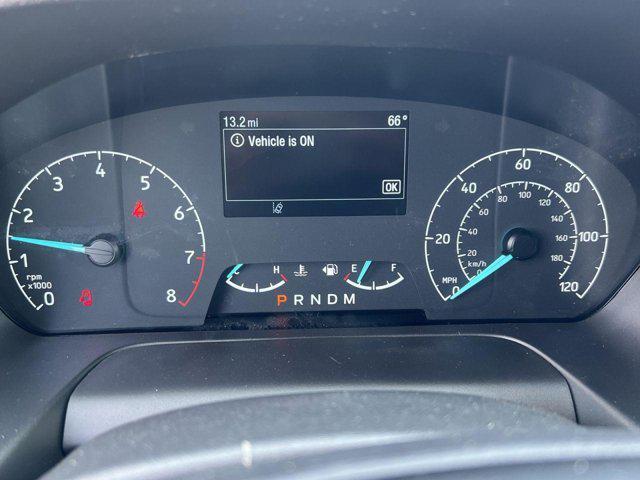 13.2 mi 66°
Vehicle is ON
OK
0 1 2 3 4 5 6 7 8
rpm
x1000
C H E F
P R N D M
0 20 40 60 80 100 120
MPH
0 20 40 60 80 100 120 140 160 180
km/h